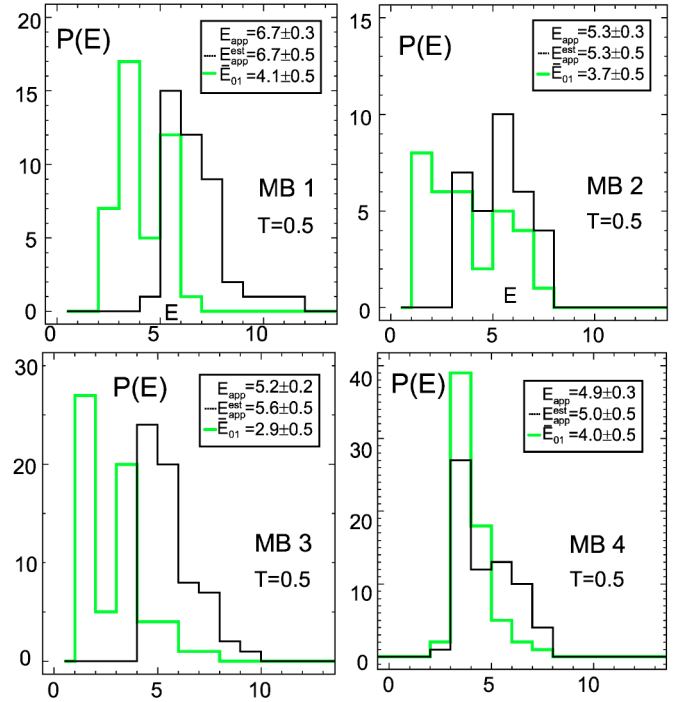 20
15
10
5
0
P(E)
E_app=6.7±0.3
E^est_app=6.7±0.5
Ē_01=4.1±0.5
MB 1
T=0.5
E
0 5 10
15
10
5
0
P(E)
E_app=5.3±0.3
E^est_app=5.3±0.5
Ē_01=3.7±0.5
MB 2
T=0.5
E
0 5 10
30
20
10
0
P(E)
E_app=5.2±0.2
E^est_app=5.6±0.5
Ē_01=2.9±0.5
MB 3
T=0.5
0 5 10
40
30
20
10
0
P(E)
E_app=4.9±0.3
E^est_app=5.0±0.5
Ē_01=4.0±0.5
MB 4
T=0.5
0 5 10